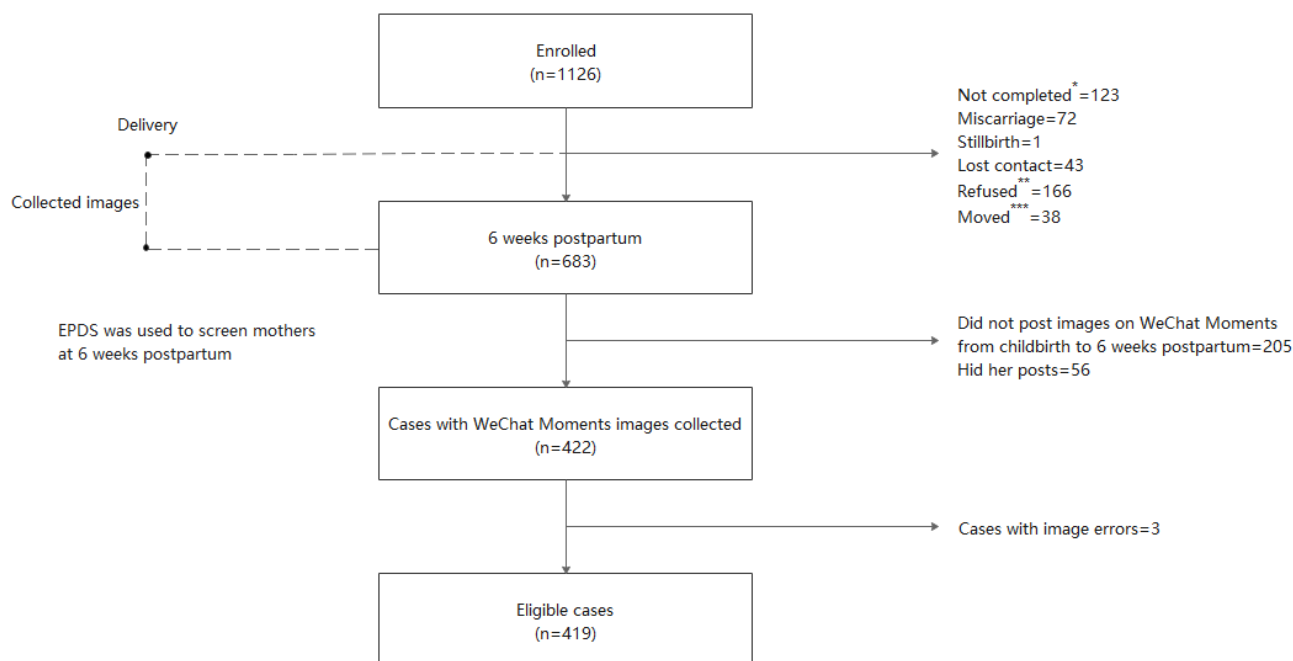 Enrolled
(n=1126)
Not completed*=123
Miscarriage=72
Stillbirth=1
Lost contact=43
Refused**=166
Moved***=38
Delivery
Collected images
6 weeks postpartum
(n=683)
EPDS was used to screen mothers
at 6 weeks postpartum
Did not post images on WeChat Moments
from childbirth to 6 weeks postpartum=205
Hid her posts=56
Cases with WeChat Moments images collected
(n=422)
Cases with image errors=3
Eligible cases
(n=419)